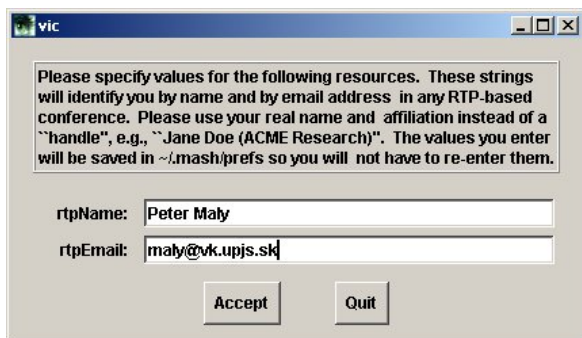 vic
Please specify values for the following resources. These strings
will identify you by name and by email address in any RTP-based
conference. Please use your real name and affiliation instead of a
``handle'', e.g., ``Jane Doe (ACME Research)''. The values you enter
will be saved in ~/.mash/prefs so you will not have to re-enter them.
rtpName: Peter Maly
rtpEmail: maly@vk.upjs.sk
Accept Quit